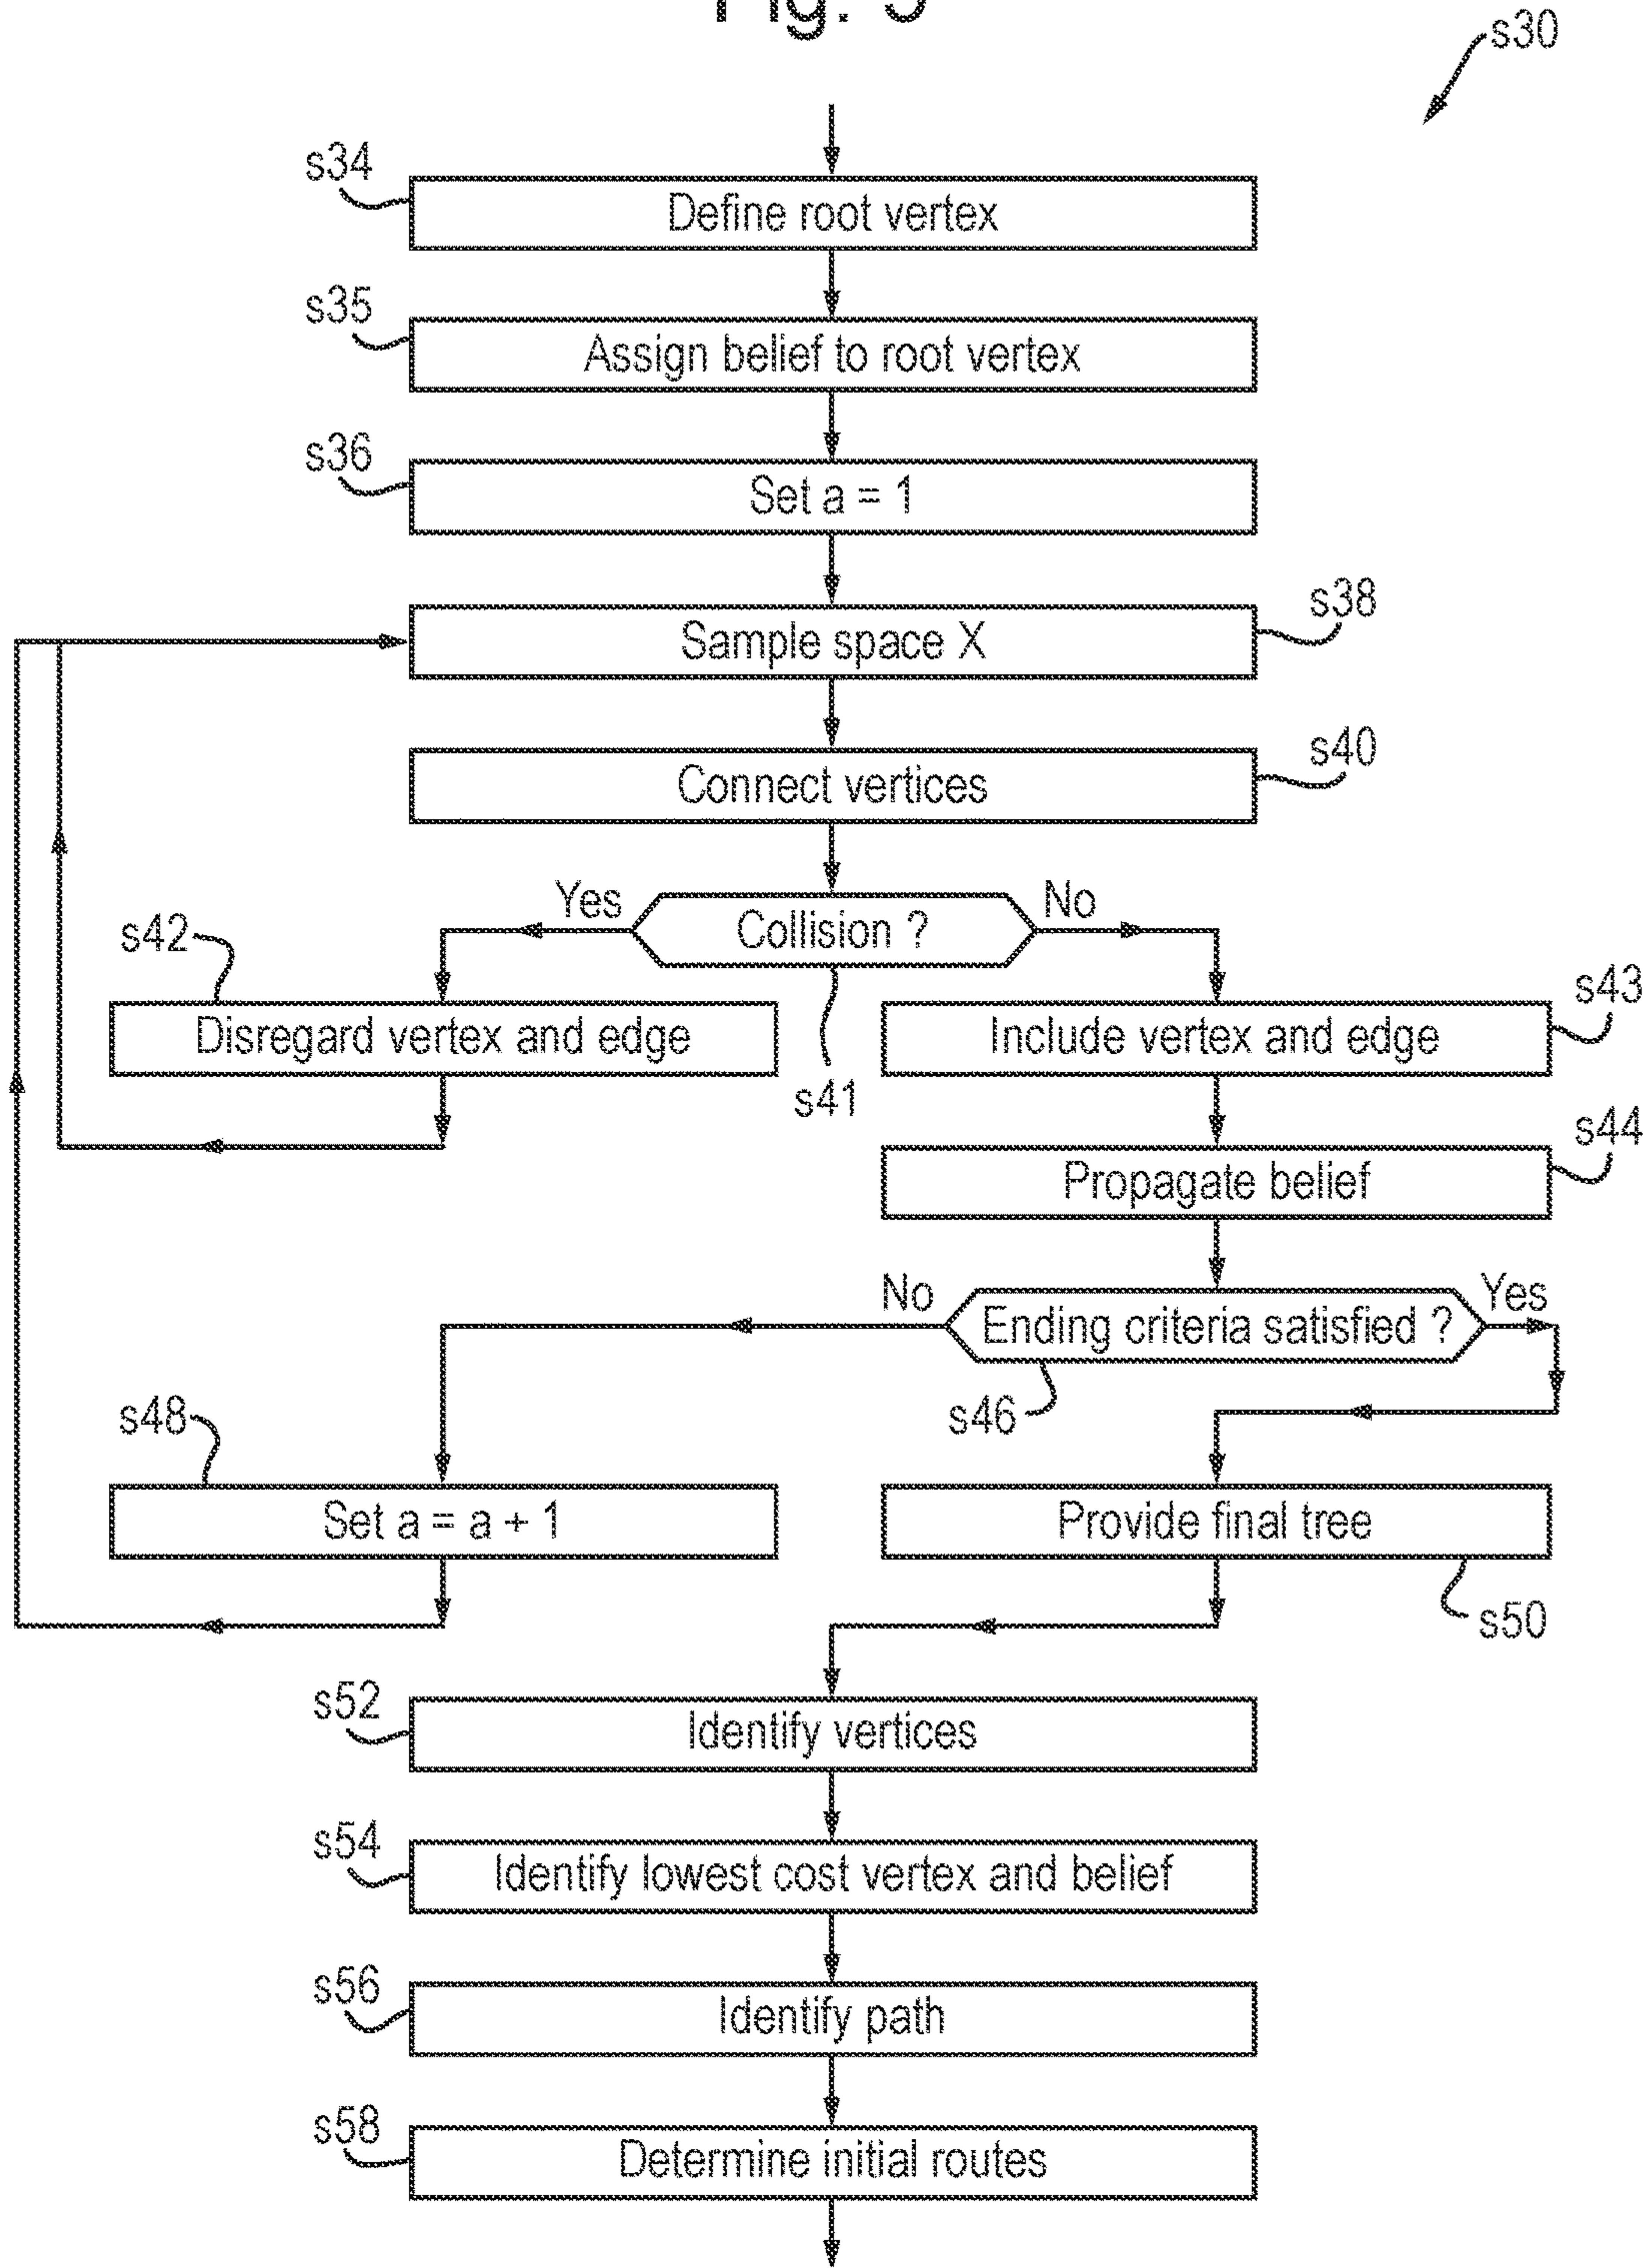 s30
s34
Define root vertex
s35
Assign belief to root vertex
s36
Set a = 1
s38
Sample space X
s40
Connect vertices
Yes
Collision ?
No
s42
s43
Disregard vertex and edge
Include vertex and edge
s41
s44
Propagate belief
No
Ending criteria satisfied ?
Yes
s46
s48
Set a = a + 1
Provide final tree
s50
s52
Identify vertices
s54
Identify lowest cost vertex and belief
s56
Identify path
s58
Determine initial routes